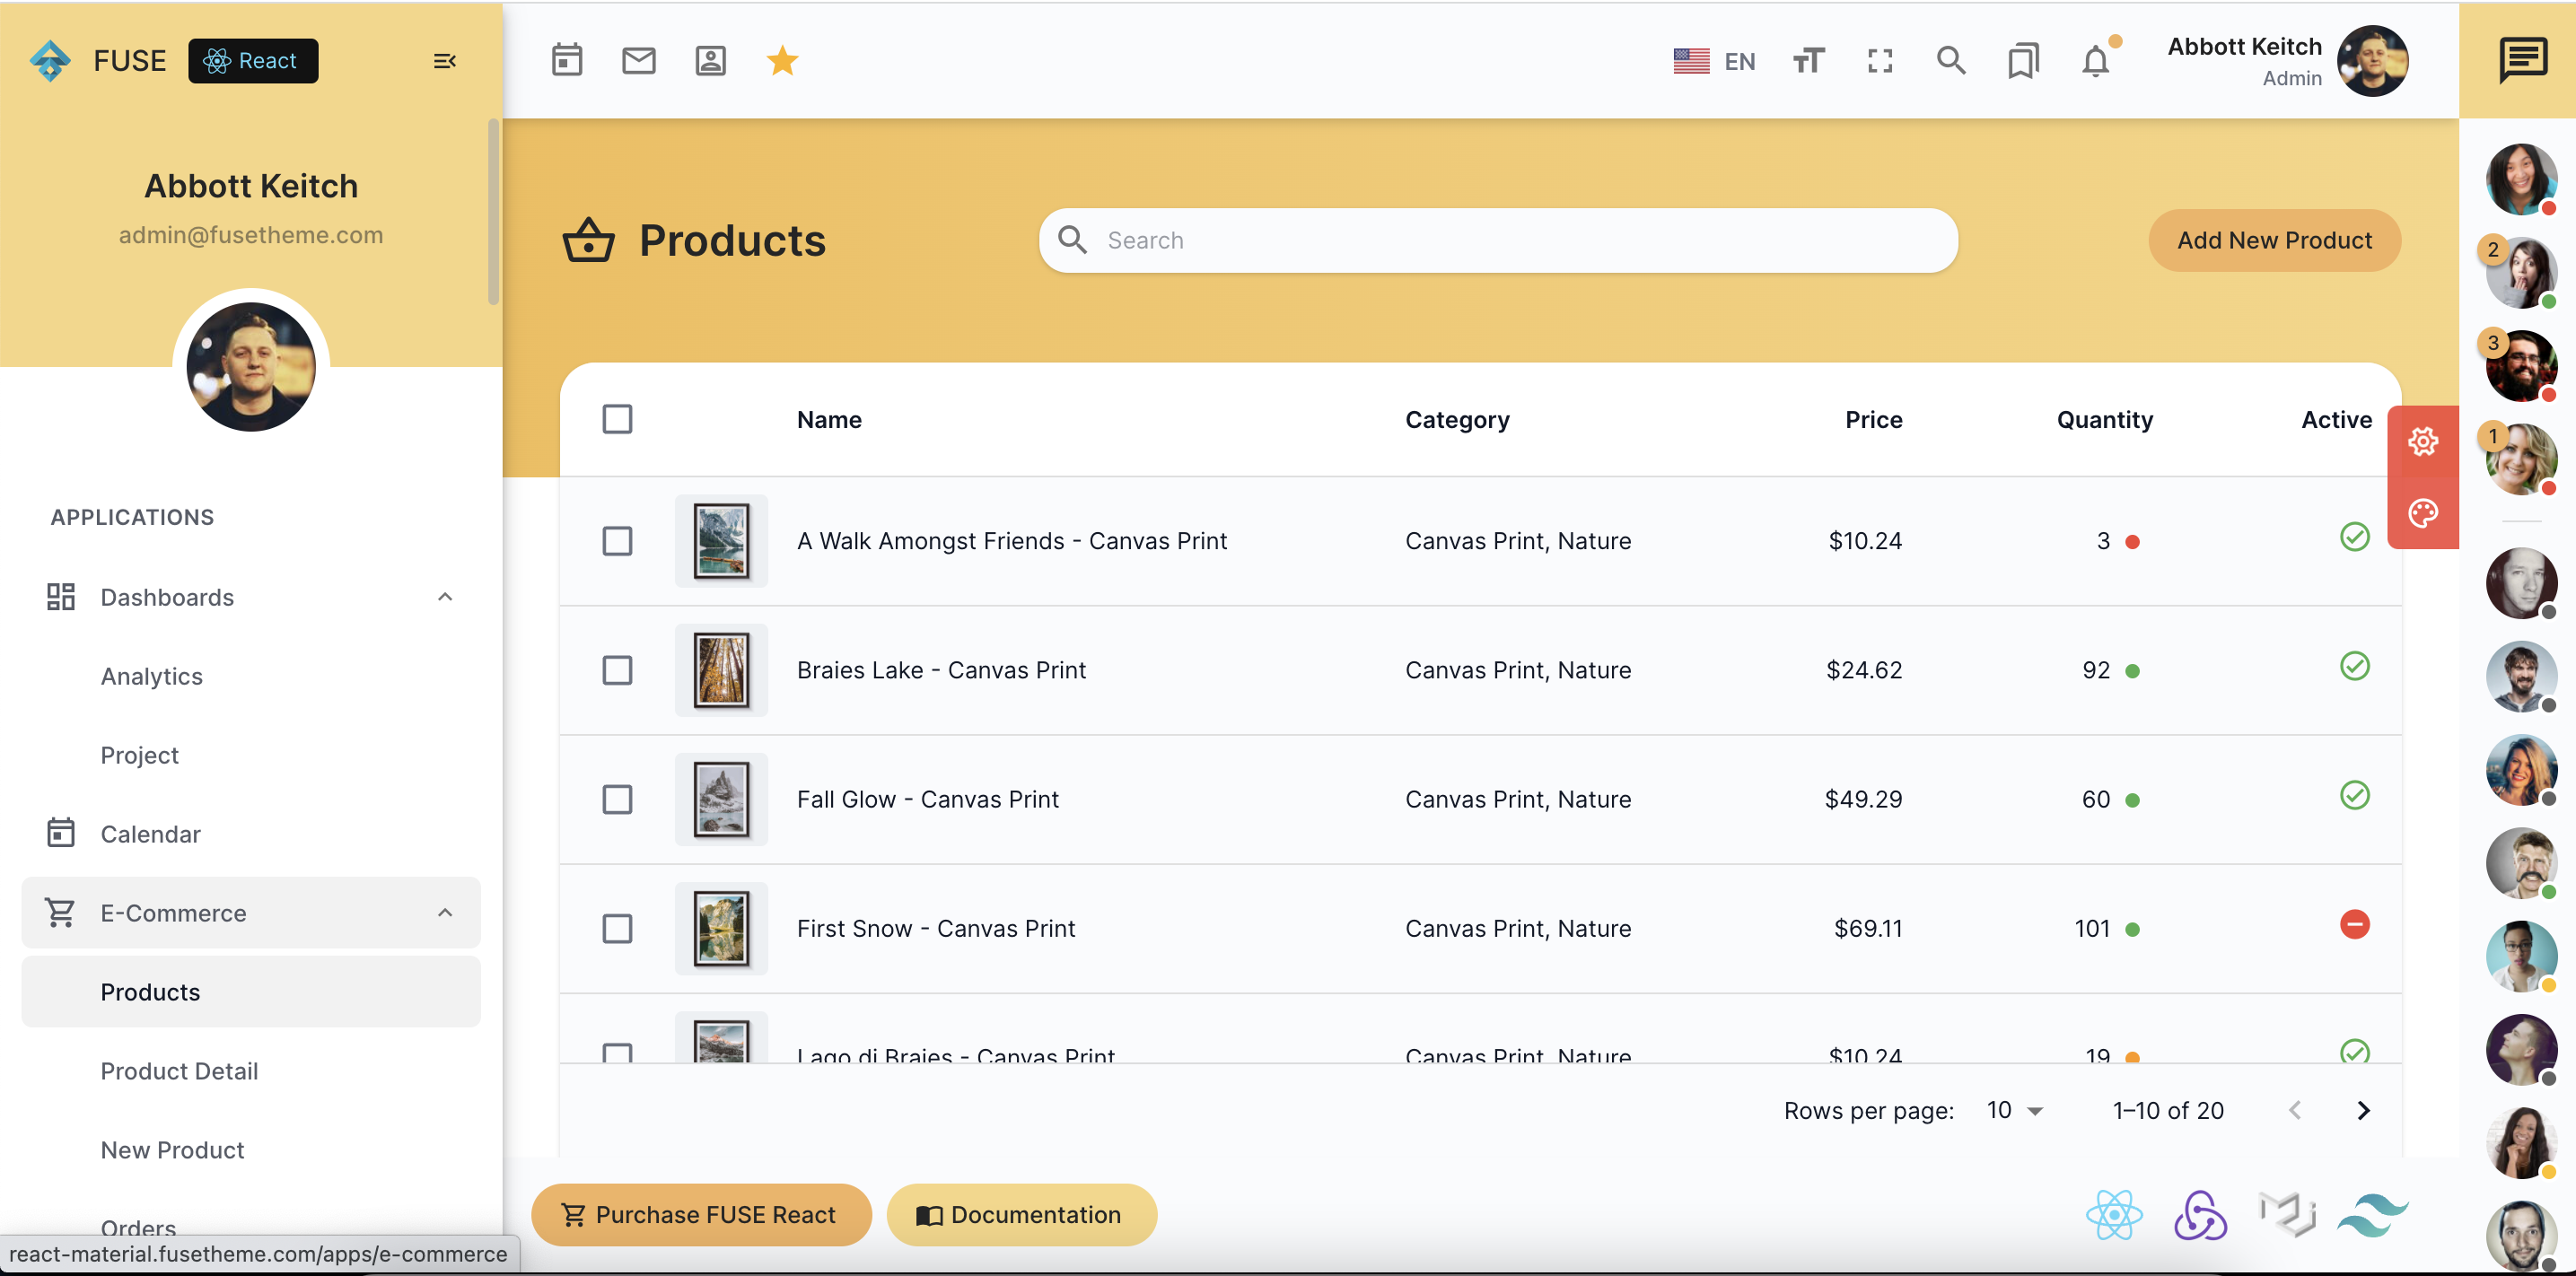 FUSE
React
EN
Abbott Keitch
Admin
Abbott Keitch
admin@fusetheme.com
APPLICATIONS
Dashboards
Analytics
Project
Calendar
E-Commerce
Products
Product Detail
New Product
Orders
react-material.fusetheme.com/apps/e-commerce
Products
Search
Add New Product
Name Category Price Quantity Active
A Walk Amongst Friends - Canvas Print Canvas Print, Nature $10.24 3
Braies Lake - Canvas Print Canvas Print, Nature $24.62 92
Fall Glow - Canvas Print Canvas Print, Nature $49.29 60
First Snow - Canvas Print Canvas Print, Nature $69.11 101
Lago di Braies - Canvas Print Canvas Print, Nature $10.24 19
Rows per page: 10 1–10 of 20
Purchase FUSE React
Documentation
2
3
1